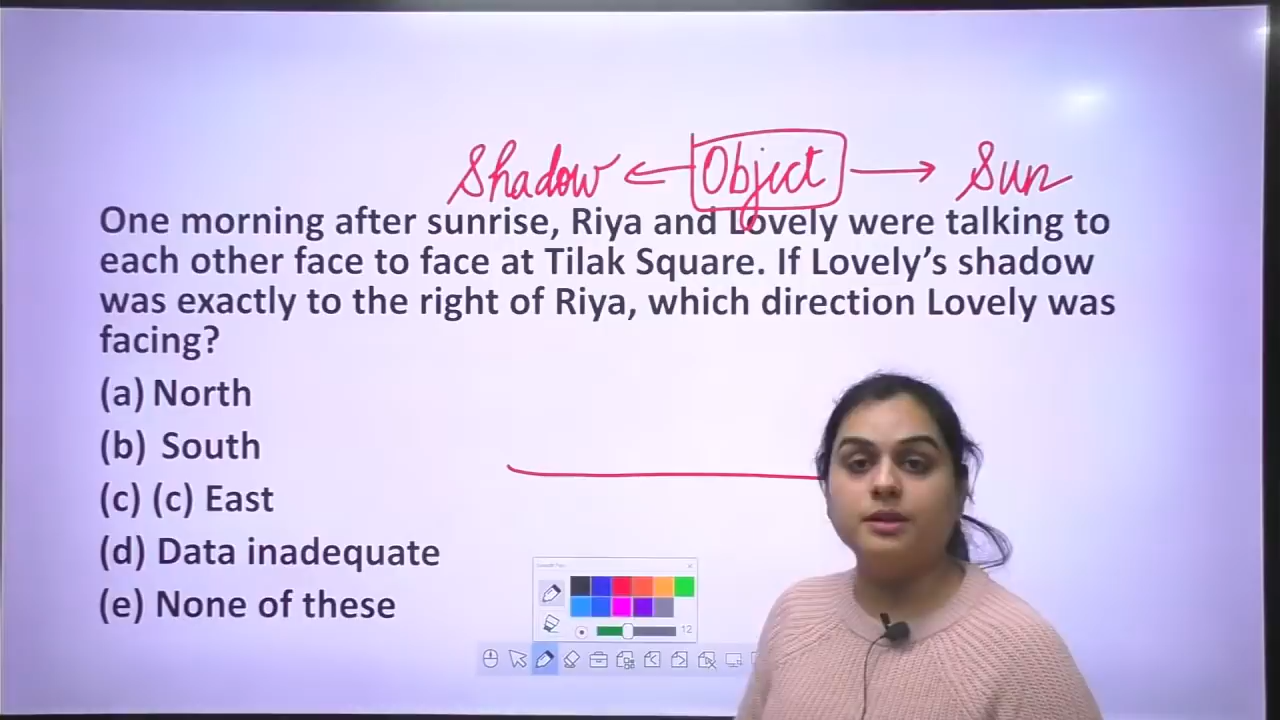 Shadow ← Object → Sun
One morning after sunrise, Riya and Lovely were talking to
each other face to face at Tilak Square. If Lovely’s shadow
was exactly to the right of Riya, which direction Lovely was
facing?
(a) North
(b) South
(c) (c) East
(d) Data inadequate
(e) None of these
12